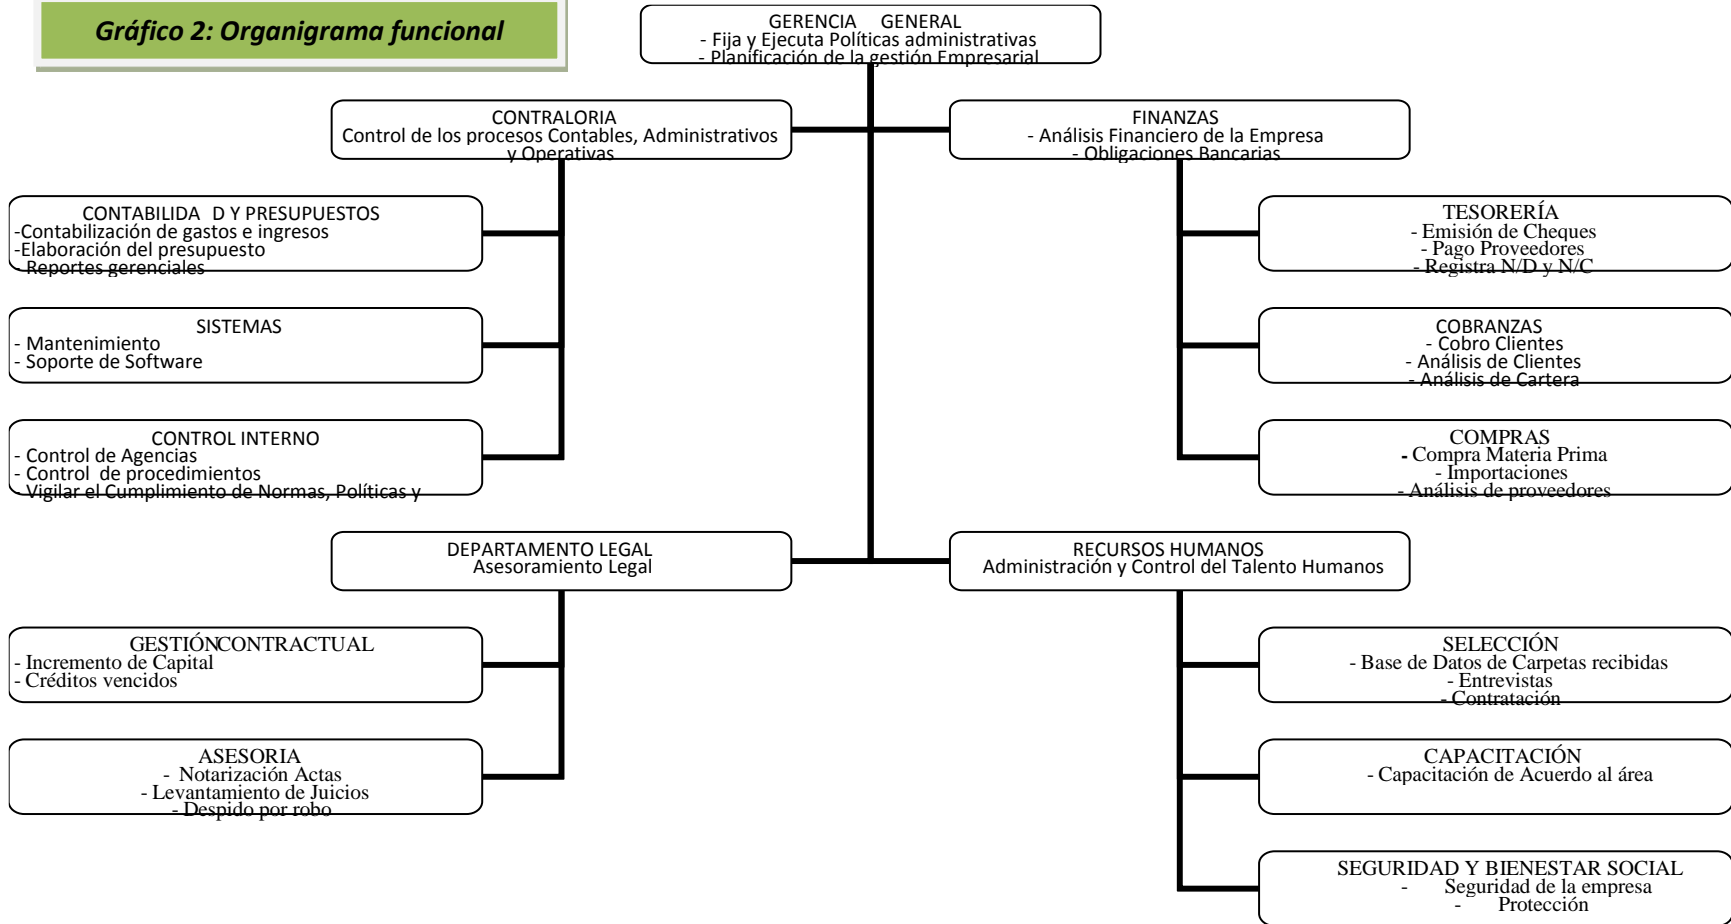 Gráfico 2: Organigrama funcional
GERENCIA GENERAL
- Fija y Ejecuta Políticas administrativas
- Planificación de la gestión Empresarial
CONTRALORIA
Control de los procesos Contables, Administrativos
y Operativas
FINANZAS
- Análisis Financiero de la Empresa
- Obligaciones Bancarias
CONTABILIDA D Y PRESUPUESTOS
-Contabilización de gastos e ingresos
-Elaboración del presupuesto
- Reportes gerenciales
SISTEMAS
- Mantenimiento
- Soporte de Software
CONTROL INTERNO
- Control de Agencias
- Control de procedimientos
- Vigilar el Cumplimiento de Normas, Políticas y
TESORERÍA
- Emisión de Cheques
- Pago Proveedores
- Registra N/D y N/C
COBRANZAS
- Cobro Clientes
- Análisis de Clientes
- Análisis de Cartera
COMPRAS
- Compra Materia Prima
- Importaciones
- Análisis de proveedores
DEPARTAMENTO LEGAL
Asesoramiento Legal
RECURSOS HUMANOS
Administración y Control del Talento Humanos
GESTIÓN CONTRACTUAL
- Incremento de Capital
- Créditos vencidos
ASESORIA
- Notarización Actas
- Levantamiento de Juicios
- Despido por robo
SELECCIÓN
- Base de Datos de Carpetas recibidas
- Entrevistas
- Contratación
CAPACITACIÓN
- Capacitación de Acuerdo al área
SEGURIDAD Y BIENESTAR SOCIAL
- Seguridad de la empresa
- Protección